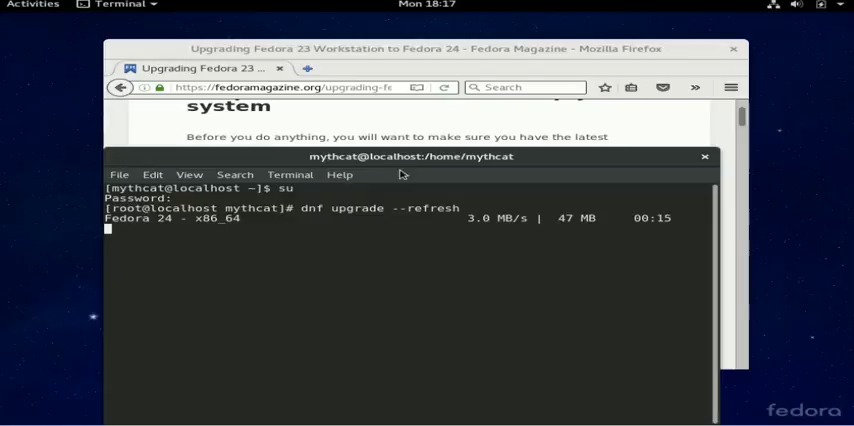 Activities Terminal Mon 18:17
Upgrading Fedora 23 Workstation to Fedora 24 - Fedora Magazine - Mozilla Firefox ×
Upgrading Fedora 23 ... ×
https://fedoramagazine.org/upgrading-fe Search
system
Before you do anything, you will want to make sure you have the latest
mythcat@localhost:/home/mythcat ×
File Edit View Search Terminal Help
[mythcat@localhost ~]$ su
Password:
[root@localhost mythcat]# dnf upgrade --refresh
Fedora 24 - x86_64 3.0 MB/s | 47 MB 00:15
fedora